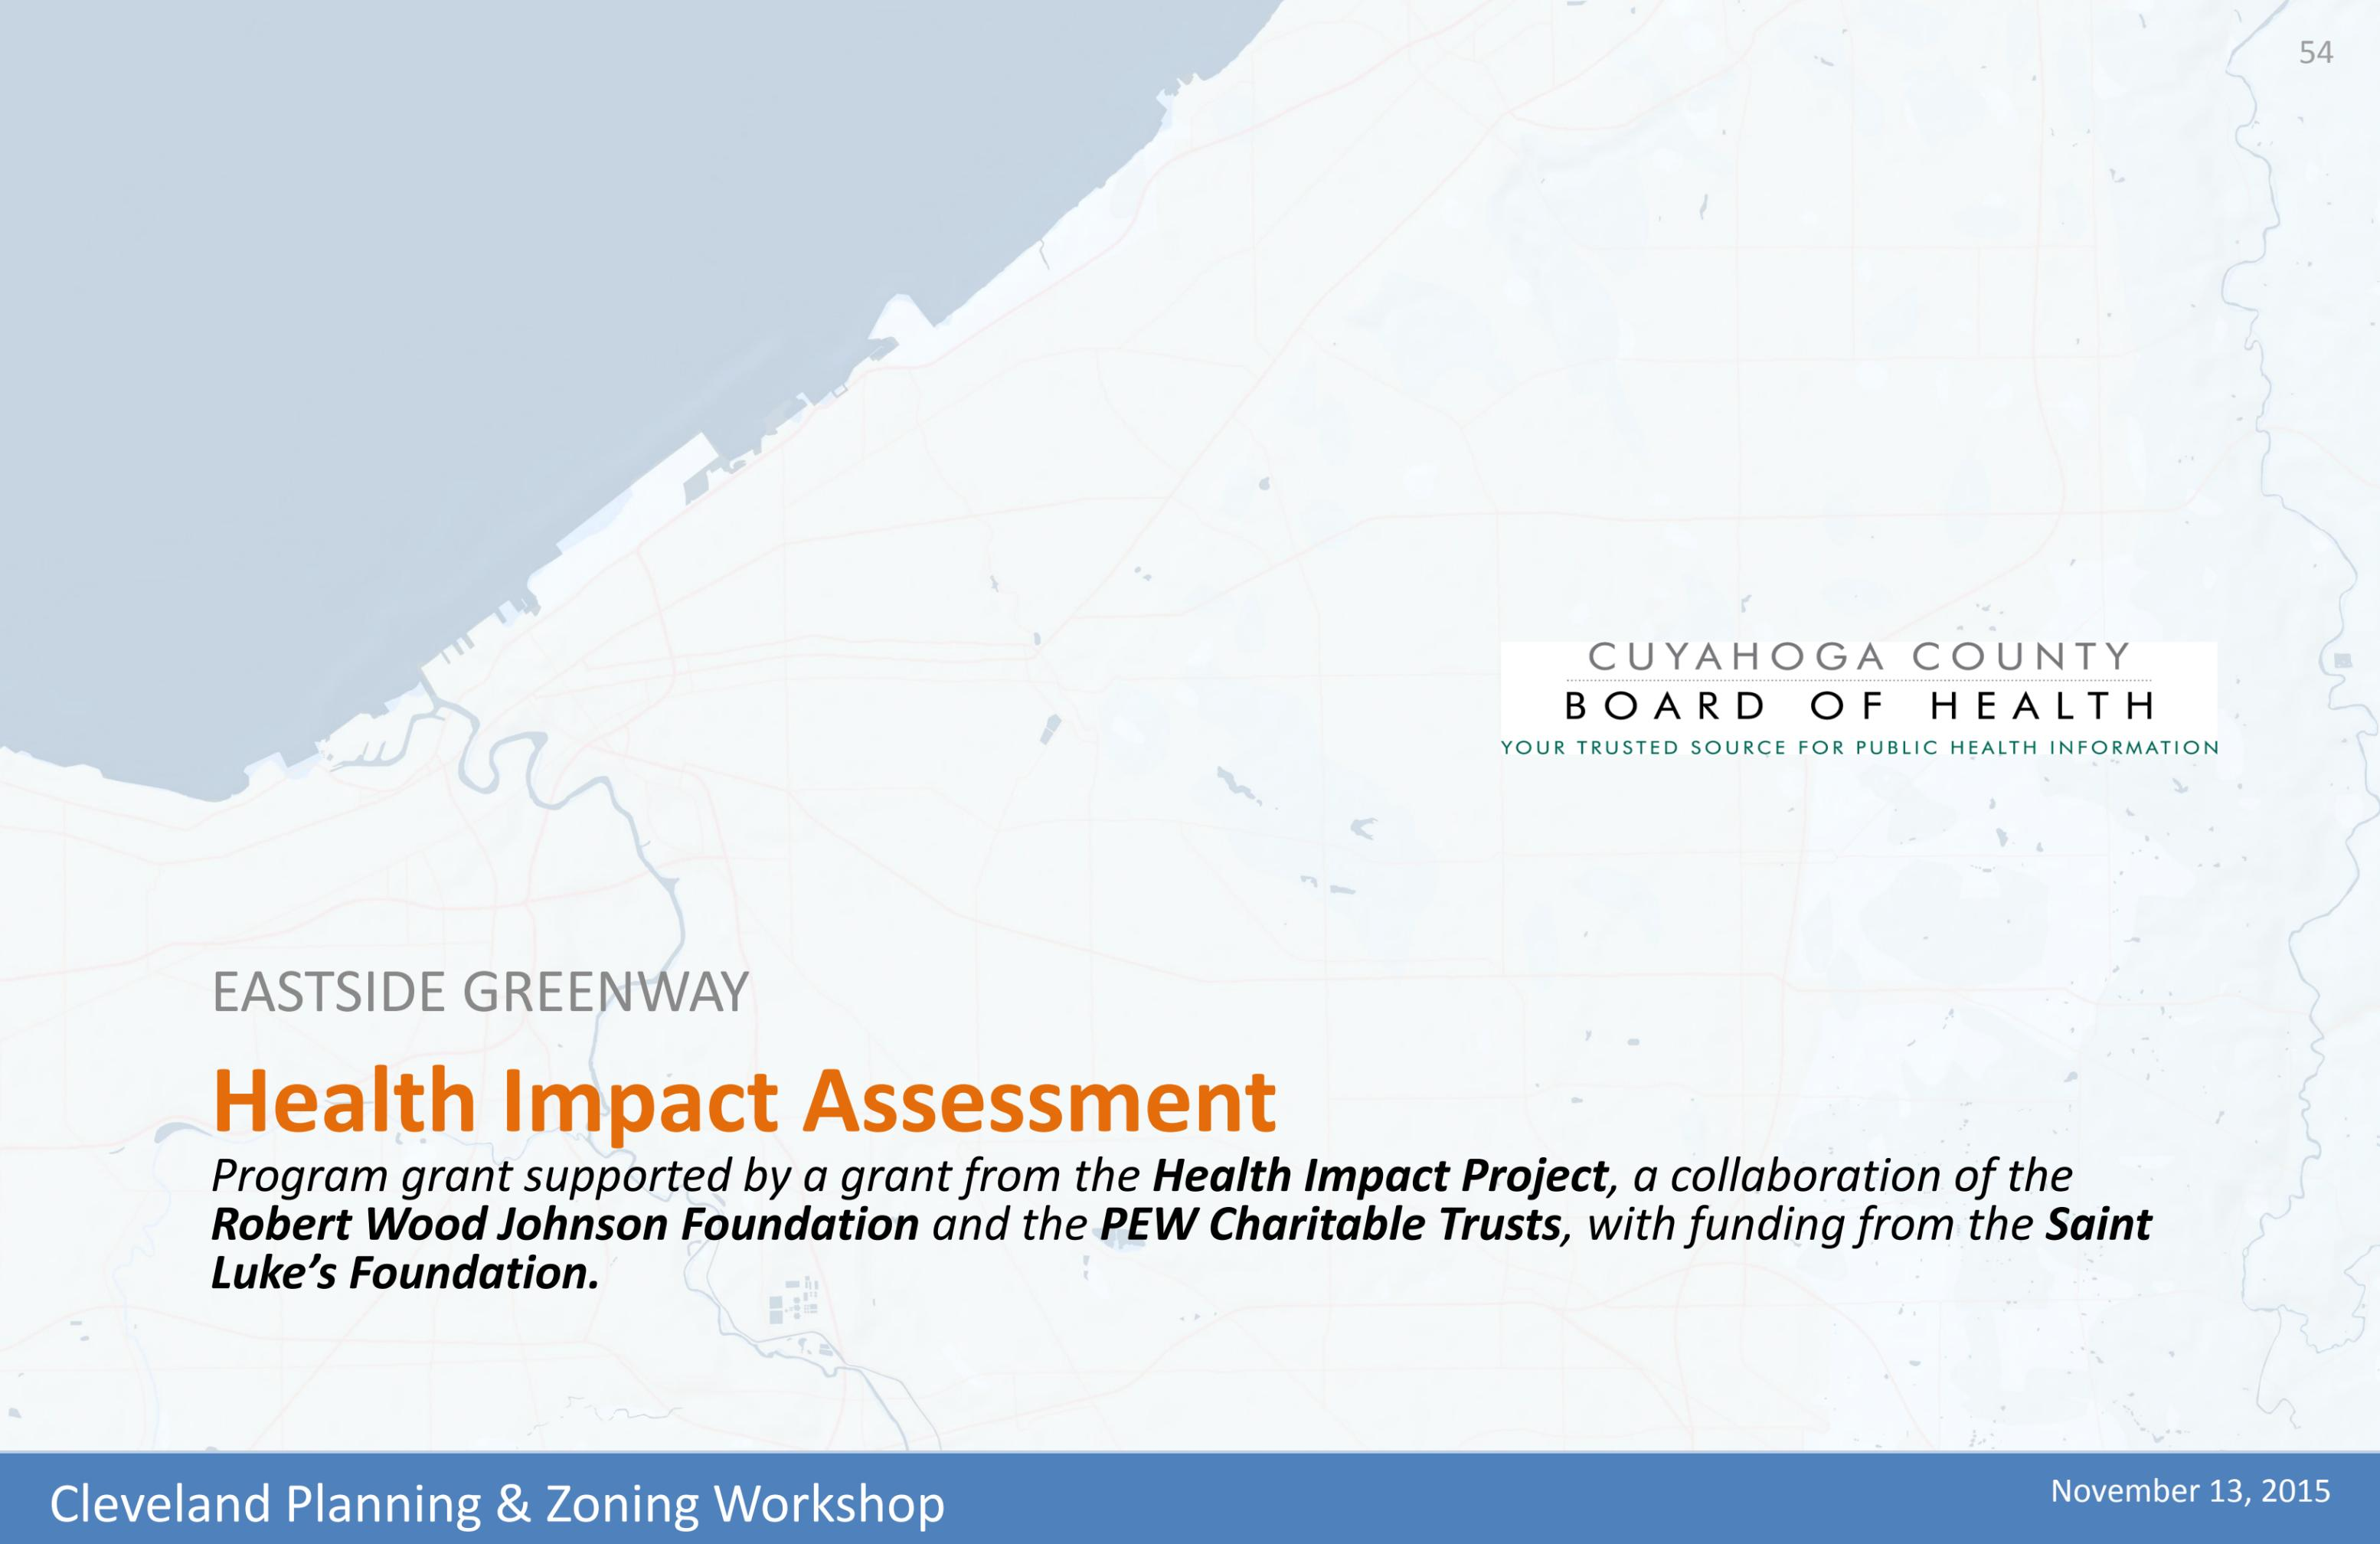 54
CUYAHOGA COUNTY
BOARD OF HEALTH
YOUR TRUSTED SOURCE FOR PUBLIC HEALTH INFORMATION
EASTSIDE GREENWAY
Health Impact Assessment
Program grant supported by a grant from the Health Impact Project, a collaboration of the
Robert Wood Johnson Foundation and the PEW Charitable Trusts, with funding from the Saint
Luke’s Foundation.
Cleveland Planning & Zoning Workshop
November 13, 2015